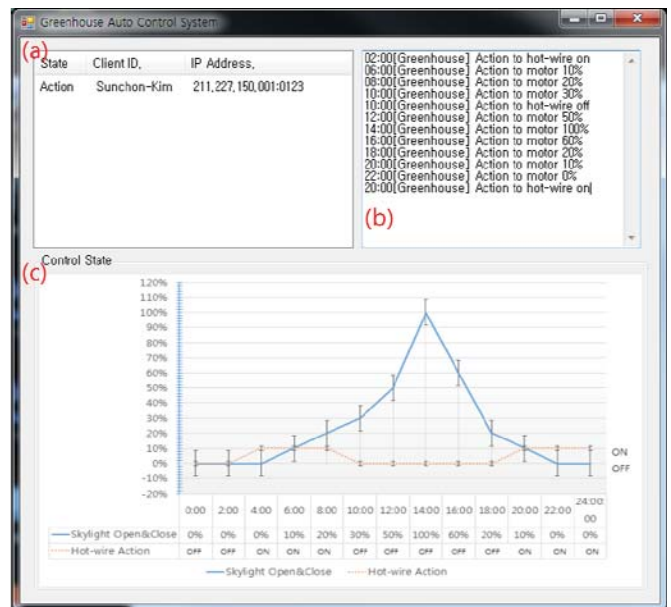 Greenhouse Auto Control System
(a)
State Client ID, IP Address,
Action Sunchon-Kim 211,227,150,001:0123
02:00[Greenhouse] Action to hot-wire on
06:00[Greenhouse] Action to motor 10%
08:00[Greenhouse] Action to motor 20%
10:00[Greenhouse] Action to motor 30%
10:00[Greenhouse] Action to hot-wire off
12:00[Greenhouse] Action to motor 50%
14:00[Greenhouse] Action to motor 100%
16:00[Greenhouse] Action to motor 60%
18:00[Greenhouse] Action to motor 20%
20:00[Greenhouse] Action to motor 10%
22:00[Greenhouse] Action to motor 0%
20:00[Greenhouse] Action to hot-wire on
(b)
Control State
(c)
120%
110%
100%
90%
80%
70%
60%
50%
40%
30%
20%
10%
0%
-10%
-20%
ON
OFF
0:00 2:00 4:00 6:00 8:00 10:00 12:00 14:00 16:00 18:00 20:00 22:00 24:00:00
Skylight Open&Close 0% 0% 0% 10% 20% 30% 50% 100% 60% 20% 10% 0% 0%
Hot-wire Action OFF OFF ON ON ON OFF OFF OFF OFF OFF ON ON ON
Skylight Open&Close Hot-wire Action